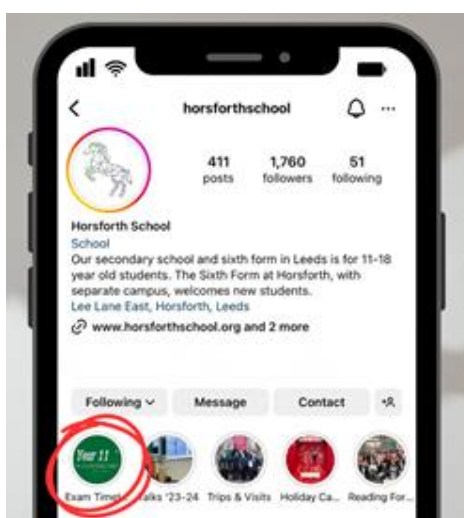 horsforthschool
411 1,760 51
posts followers following
Horsforth School
School
Our secondary school and sixth form in Leeds is for 11-18
year old students. The Sixth Form at Horsforth, with
separate campus, welcomes new
students.
Lee Lane East, Horsforth, Leeds
www.horsforthschool.org and 2 more
Following Message Contact
Year 11
Exam Timet... Talks '23-24 Trips & Visits Holiday Ca... Reading For...